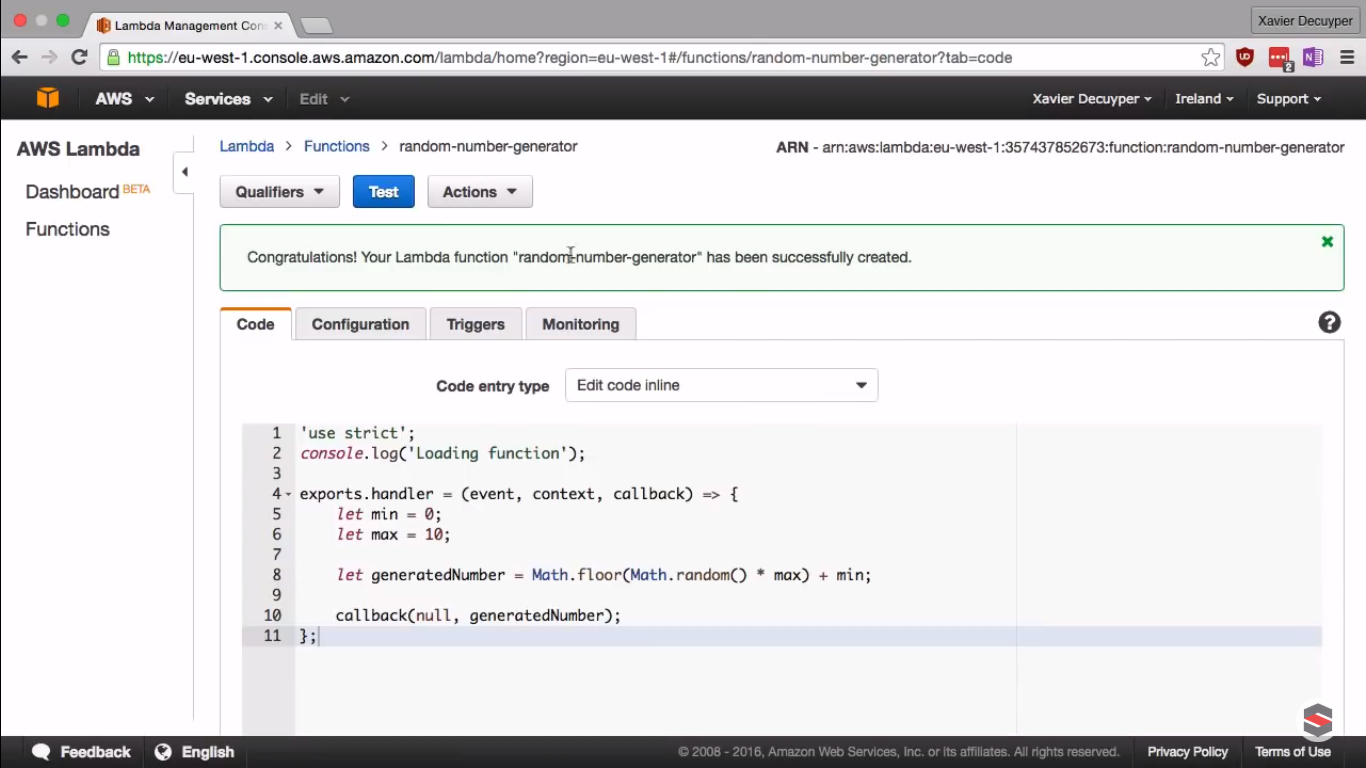 Lambda Management Con
Xavier Decuyper
https://eu-west-1.console.aws.amazon.com/lambda/home?region=eu-west-1#/functions/random-number-generator?tab=code
2
AWS Services Edit Xavier Decuyper Ireland Support
AWS Lambda
Dashboard BETA
Functions
Lambda > Functions > random-number-generator
ARN - arn:aws:lambda:eu-west-1:357437852673:function:random-number-generator
Qualifiers Test Actions
Congratulations! Your Lambda function "random-number-generator" has been successfully created.
Code Configuration Triggers Monitoring
Code entry type Edit code inline
1 'use strict';
2 console.log('Loading function');
3
4 exports.handler = (event, context, callback) => {
5 let min = 0;
6 let max = 10;
7
8 let generatedNumber = Math.floor(Math.random() * max) + min;
9
10 callback(null, generatedNumber);
11 };
Feedback English © 2008 - 2016, Amazon Web Services, Inc. or its affiliates. All rights reserved. Privacy Policy Terms of Use